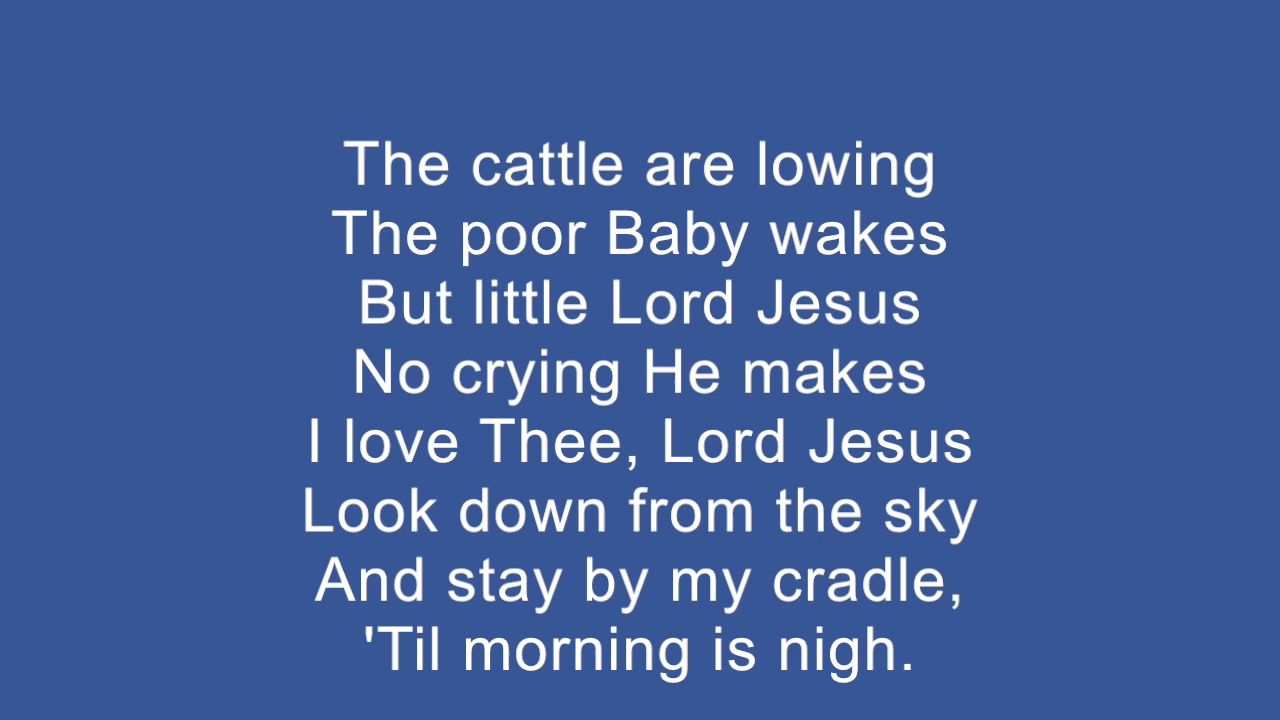 The cattle are lowing
The poor Baby wakes
But little Lord Jesus
No crying He makes
I love Thee, Lord Jesus
Look down from the sky
And stay by my cradle,
'Til morning is nigh.